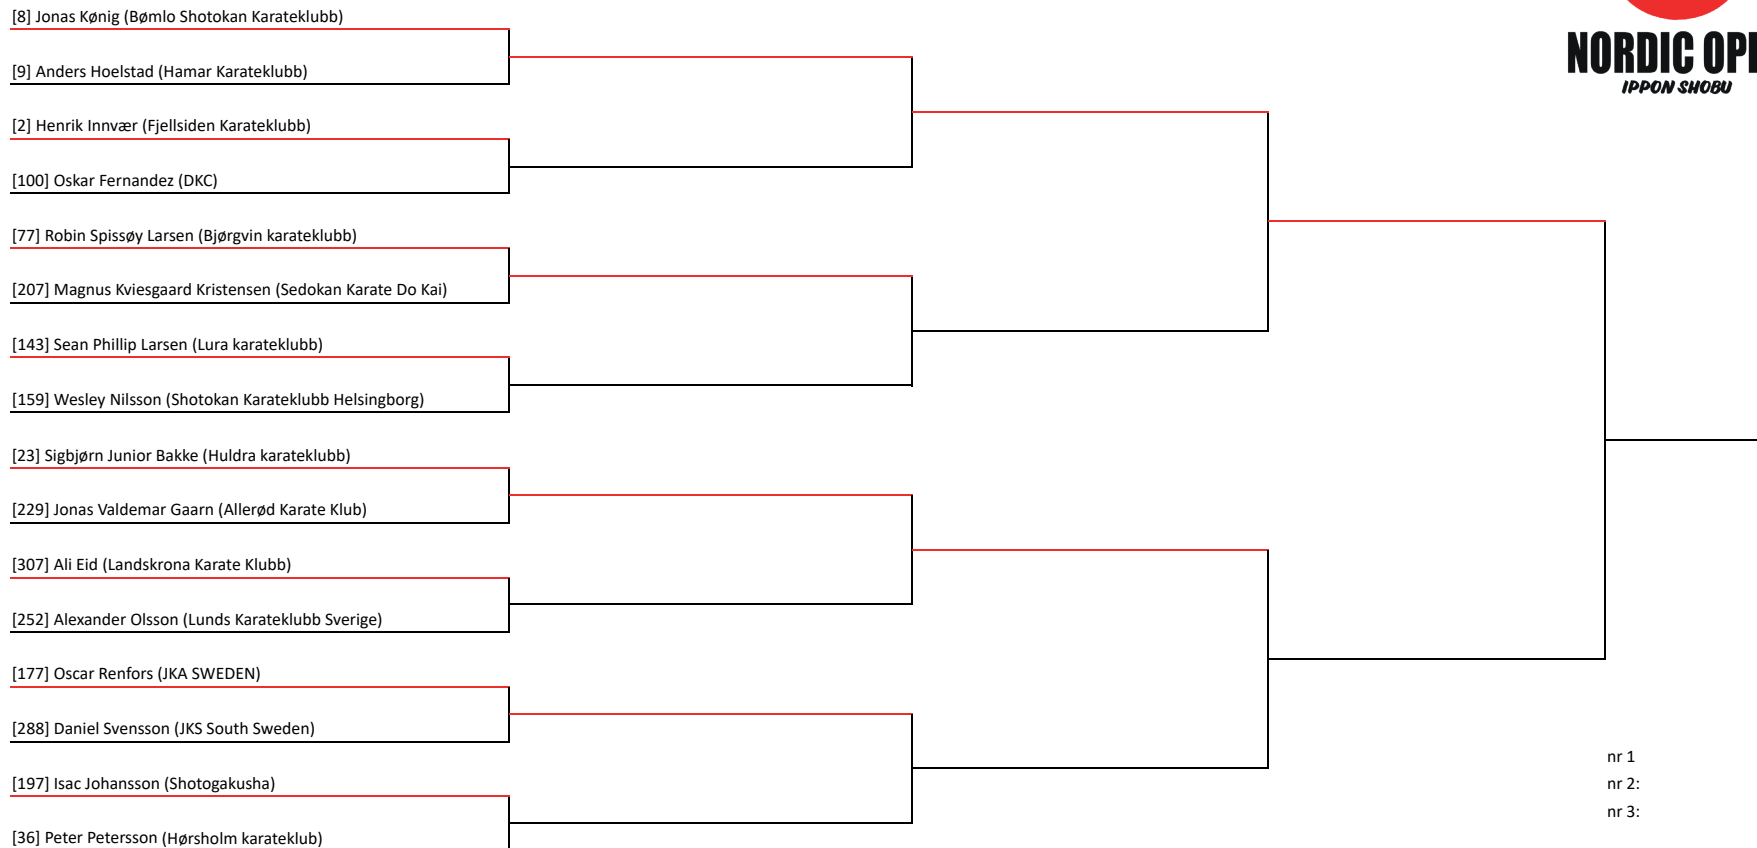 [8] Jonas Kønig (Bømlo Shotokan Karateklubb)
[9] Anders Hoelstad (Hamar Karateklubb)
[2] Henrik Innvær (Fjellsiden Karateklubb)
[100] Oskar Fernandez (DKC)
[77] Robin Spissøy Larsen (Bjørgvin karateklubb)
[207] Magnus Kviesgaard Kristensen (Sedokan Karate Do Kai)
[143] Sean Phillip Larsen (Lura karateklubb)
[159] Wesley Nilsson (Shotokan Karateklubb Helsingborg)
[23] Sigbjørn Junior Bakke (Huldra karateklubb)
[229] Jonas Valdemar Gaarn (Allerød Karate Klub)
[307] Ali Eid (Landskrona Karate Klubb)
[252] Alexander Olsson (Lunds Karateklubb Sverige)
[177] Oscar Renfors (JKA SWEDEN)
[288] Daniel Svensson (JKS South Sweden)
[197] Isac Johansson (Shotogakusha)
[36] Peter Petersson (Hørsholm karateklub)
NORDIC OP
IPPON SHOBU
nr 1
nr 2:
nr 3: